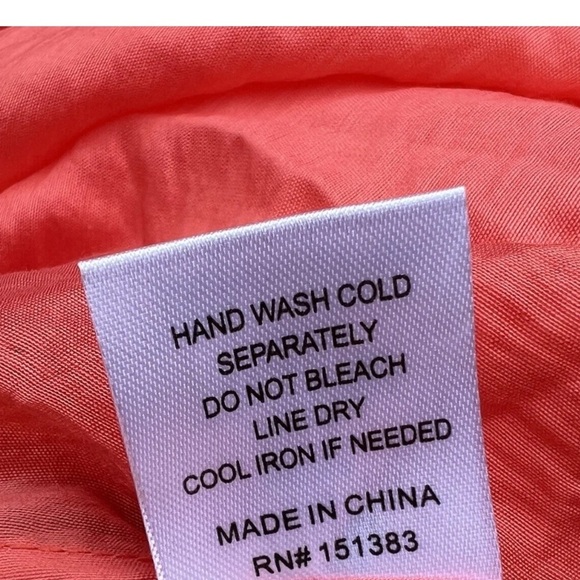 HAND WASH COLD
SEPARATELY
DO NOT BLEACH
LINE DRY
COOL IRON IF NEEDED
MADE IN CHINA
RN# 151383